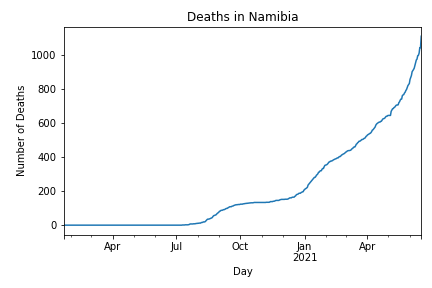 Deaths in Namibia
Number of Deaths
1000
800
600
400
200
0
Apr
Jul
Oct
Jan
2021
Apr
Day